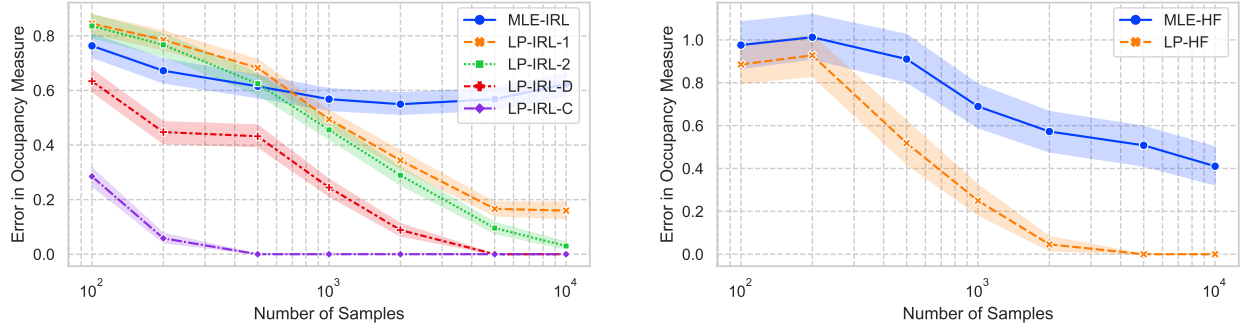 Error in Occupancy Measure
0.8
0.6
0.4
0.2
0.0
10^2
10^3
10^4
Number of Samples
MLE-IRL
LP-IRL-1
LP-IRL-2
LP-IRL-D
LP-IRL-C
Error in Occupancy Measure
1.0
0.8
0.6
0.4
0.2
0.0
10^2
10^3
10^4
Number of Samples
MLE-HF
LP-HF